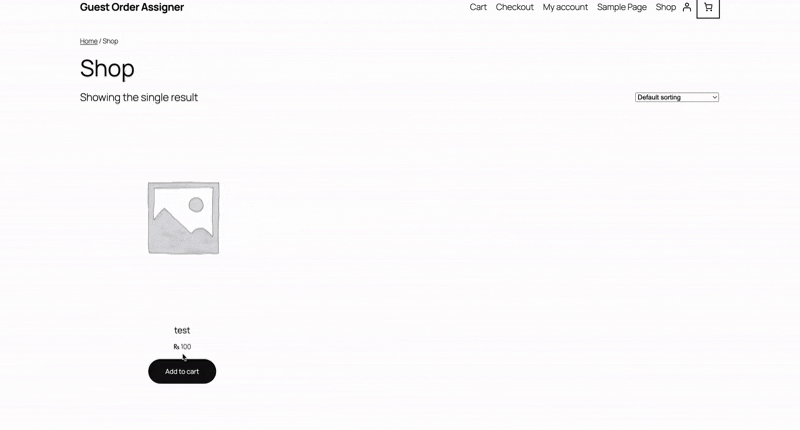 Guest Order Assigner
Cart Checkout My account Sample Page Shop
Home / Shop
Shop
Showing the single result
Default sorting
test
₨ 100
Add to cart